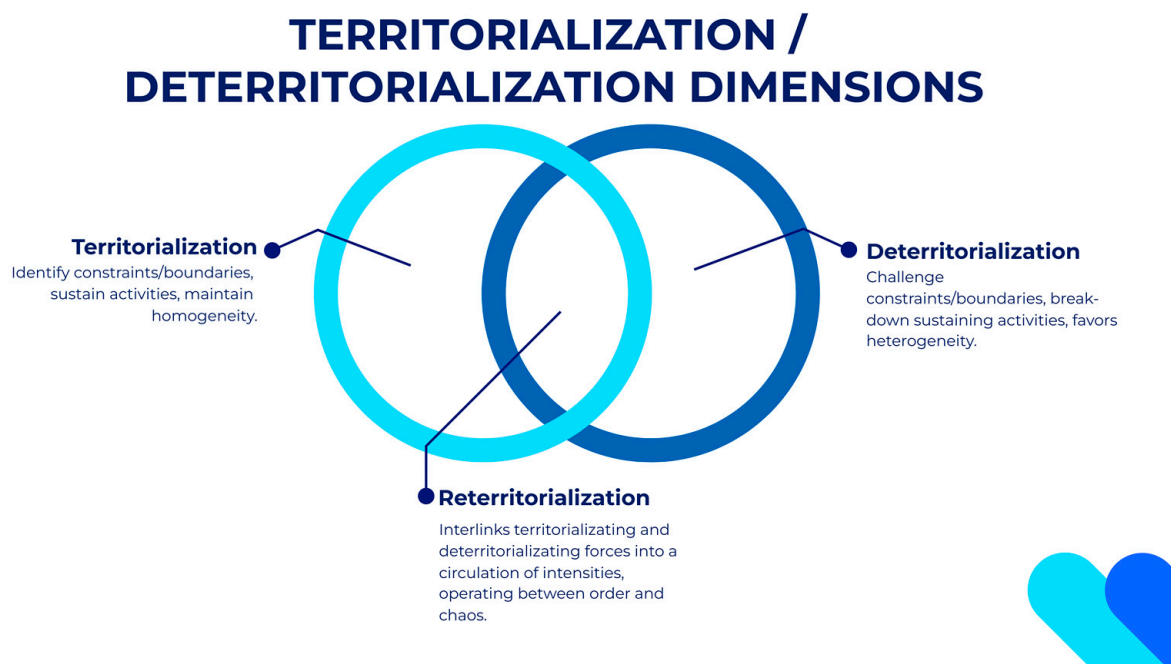 TERRITORIALIZATION /
DETERRITORIALIZATION DIMENSIONS
Territorialization
Identify constraints/boundaries,
sustain activities, maintain
homogeneity.
Deterritorialization
Challenge
constraints/boundaries, break-
down sustaining activities, favors
heterogeneity.
Reterritorialization
Interlinks territorializating and
deterritorializating forces into a
circulation of intensities,
operating between order and
chaos.